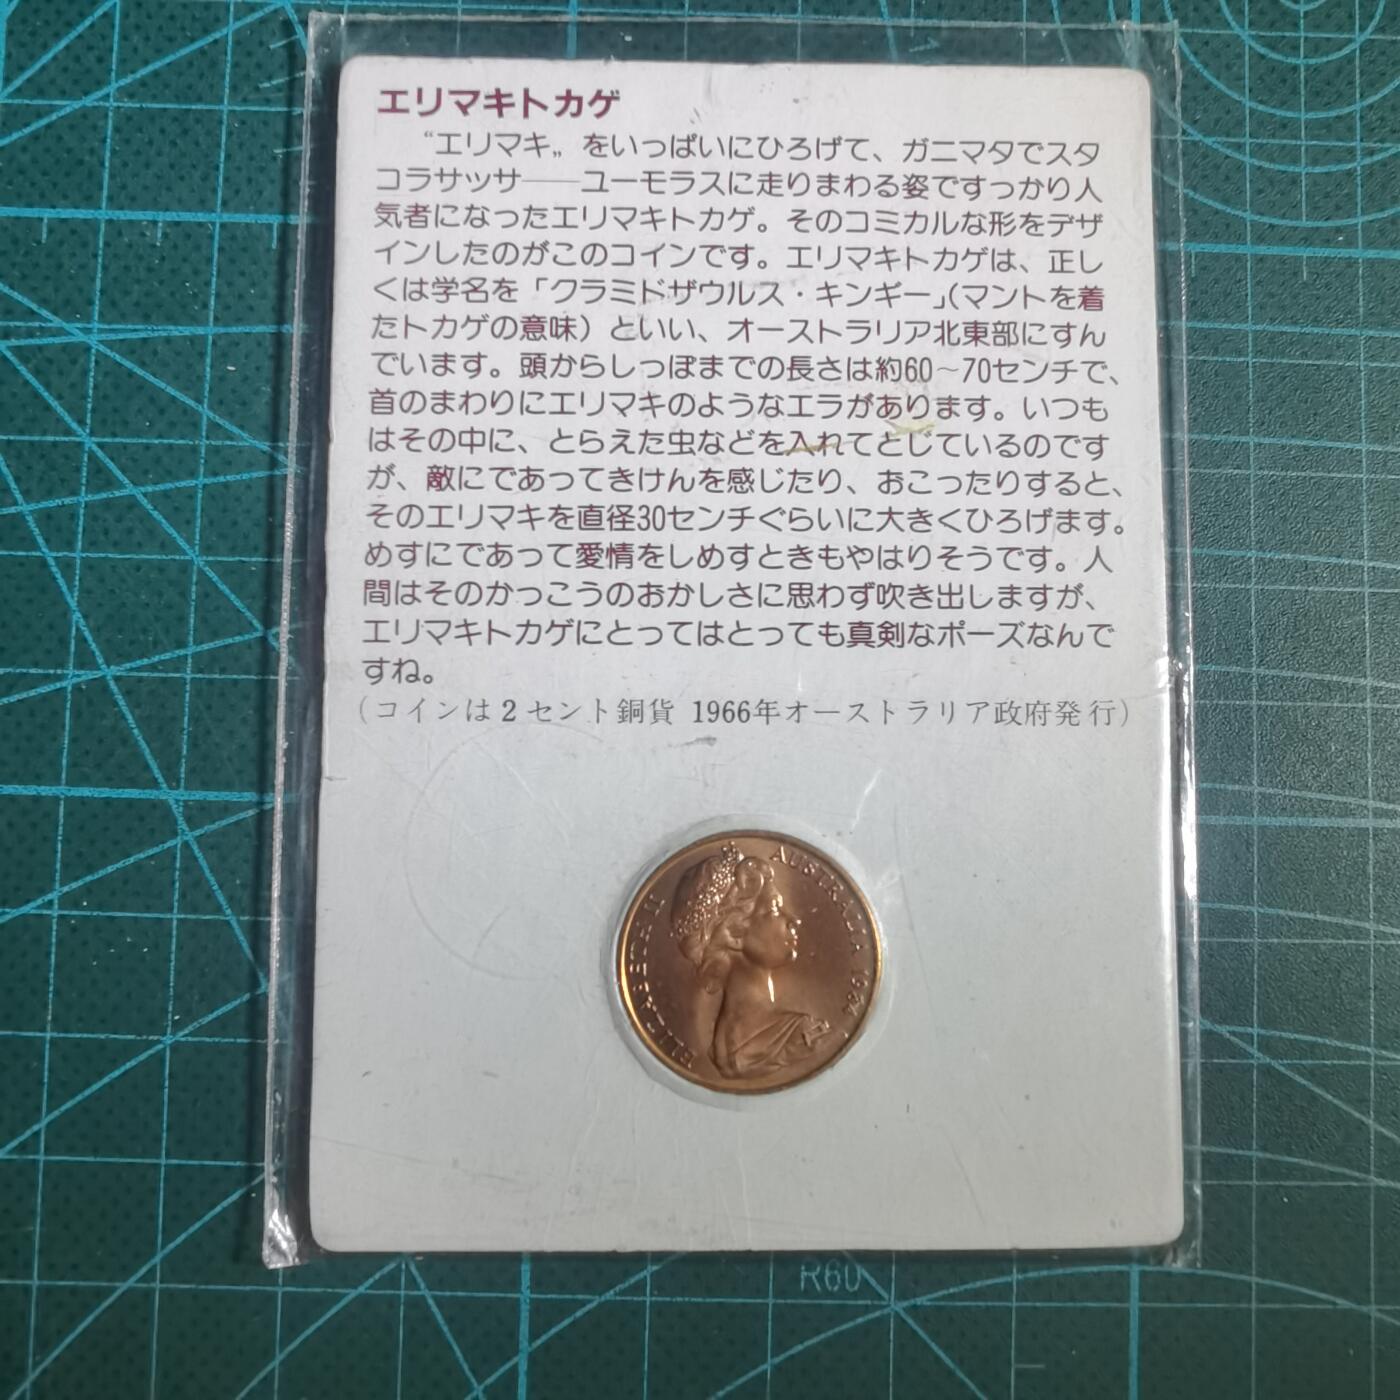 エリマキトカゲ
“エリマキ„をいっぱいにひろげて、ガニマタでスタ
コラサッサ――ユーモラスに走りまわる姿ですっかり人
気者になったエリマキトカゲ。そのコミカルな形をデザ
インしたのがこのコインです。エリマキトカゲは、正し
くは学名を「クラミドザウルス・キンギー」(マントを着
たトカゲの意味)といい、オーストラリア北東部にすん
でいます。頭からしっぽまでの長さは約60～70センチで、
首のまわりにエリマキのようなエラがあります。いつも
はその中に、とらえた虫などを入れてとじているのです
が、敵にであってきけんを感じたり、おこったりすると、
そのエリマキを直径30センチぐらいに大きくひろげます。
めすにであって愛情をしめすときもやはりそうです。人
間はそのかっこうのおかしさに思わず吹き出しますが、
エリマキトカゲにとってはとっても真剣なポーズなんで
すね。
(コインは2セント銅貨 1966年オーストラリア政府発行)
ELIZABETH II
AUSTRALIA 1984
R60